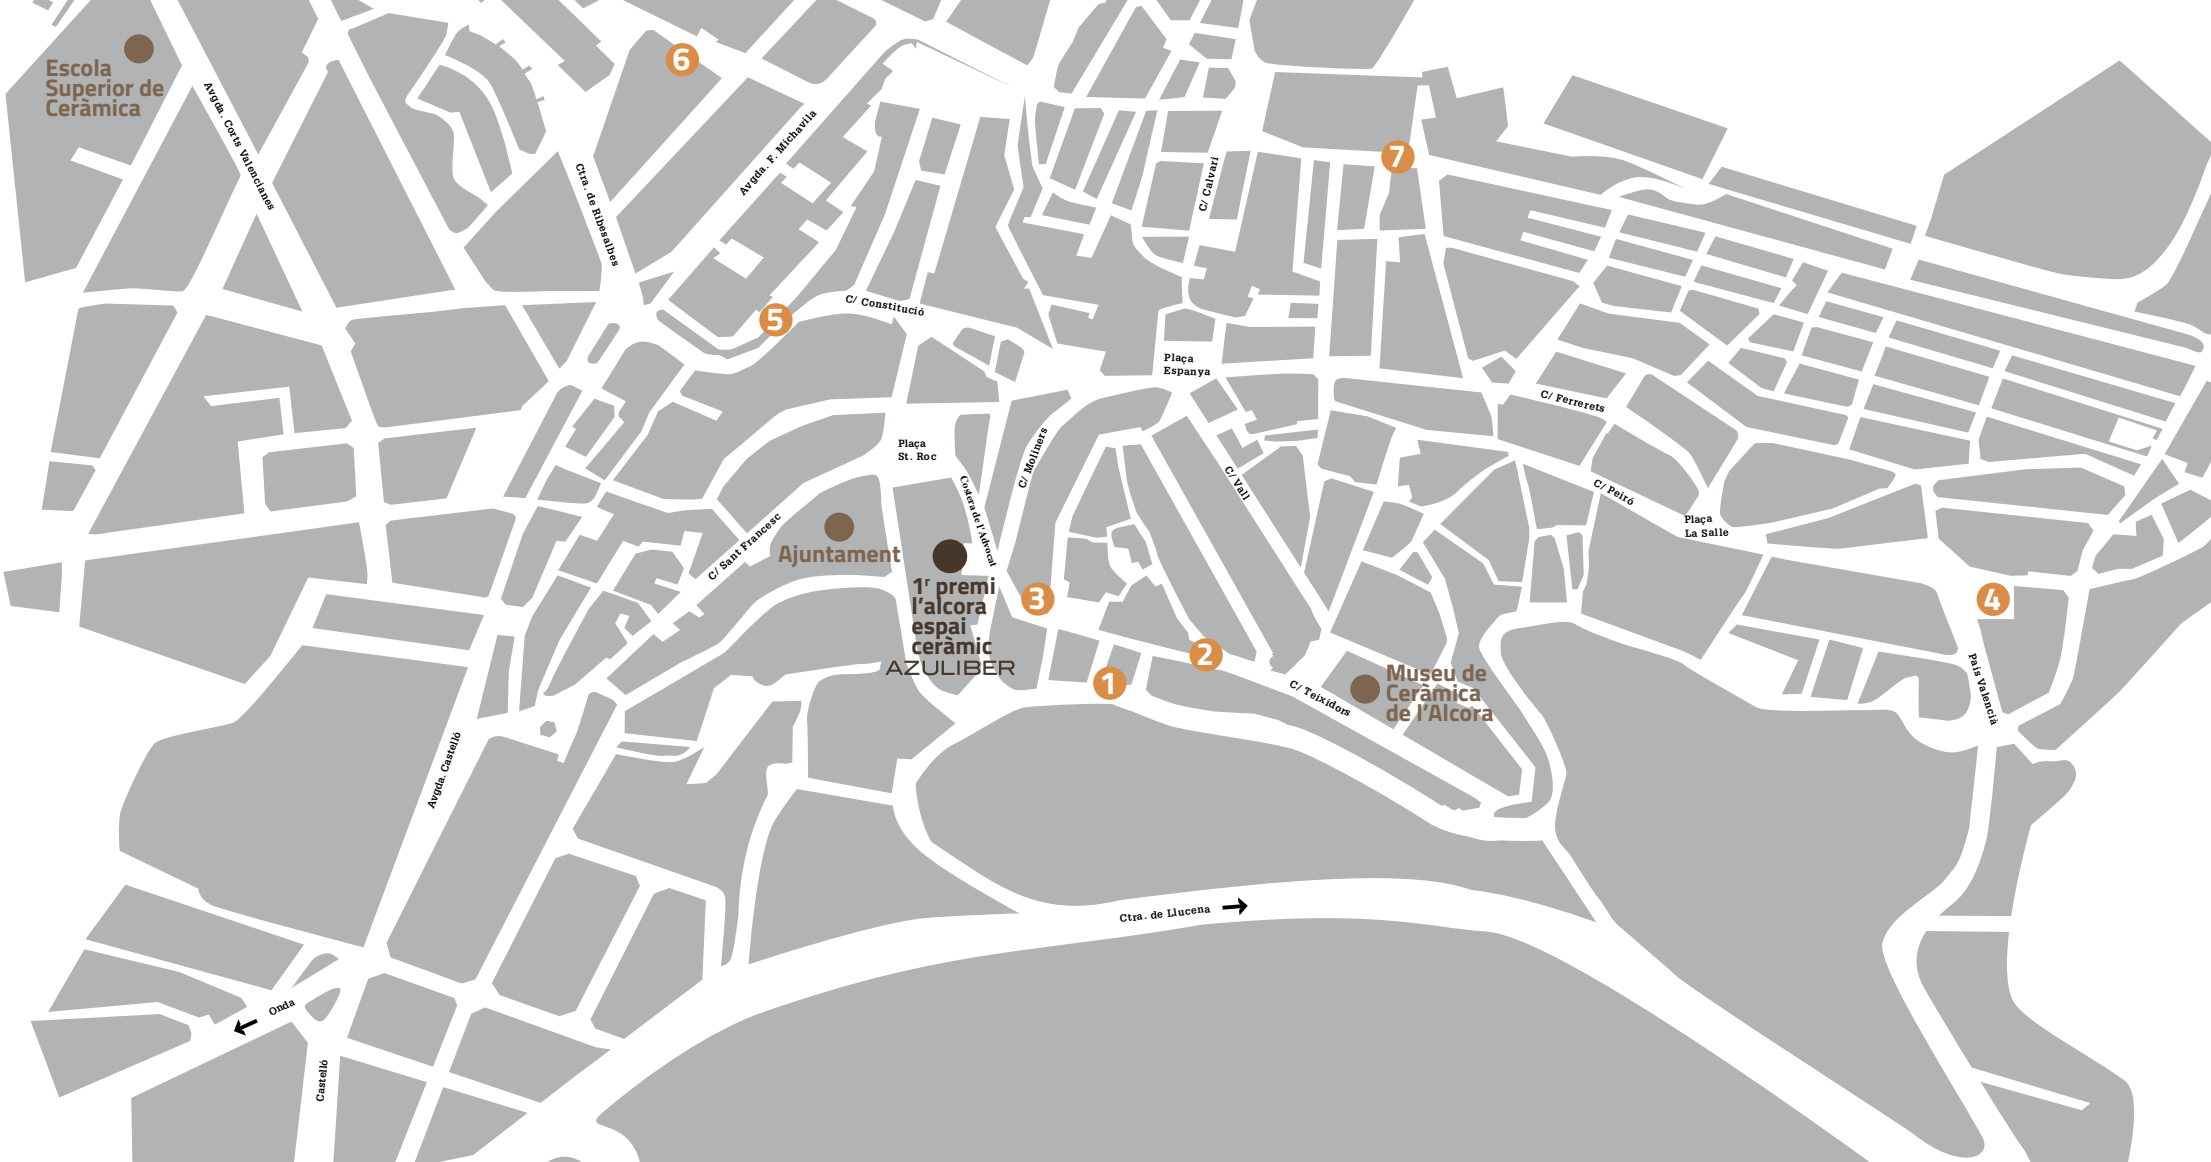 Escola
Superior de
Ceràmica
Avgda. Corts Valencianes
Ctra. de Ribesalbes
6
Avgda. F. Michavila
C/ Calvari
7
5
C/ Constitució
Plaça
Espanya
C/ Ferrerets
Plaça
St. Roc
C/ Moliners
Costera de l'Advocat
C/ Vall
C/ Peiró
Plaça
La Salle
C/ Sant Francesc
Ajuntament
1r premi
l'alcora
espai
ceràmic
AZULIBER
3
4
2
1
C/ Teixidors
Museu de
Ceràmica
de l'Alcora
País Valencià
Avgda. Castelló
Ctra. de Llucena
Onda
Castelló